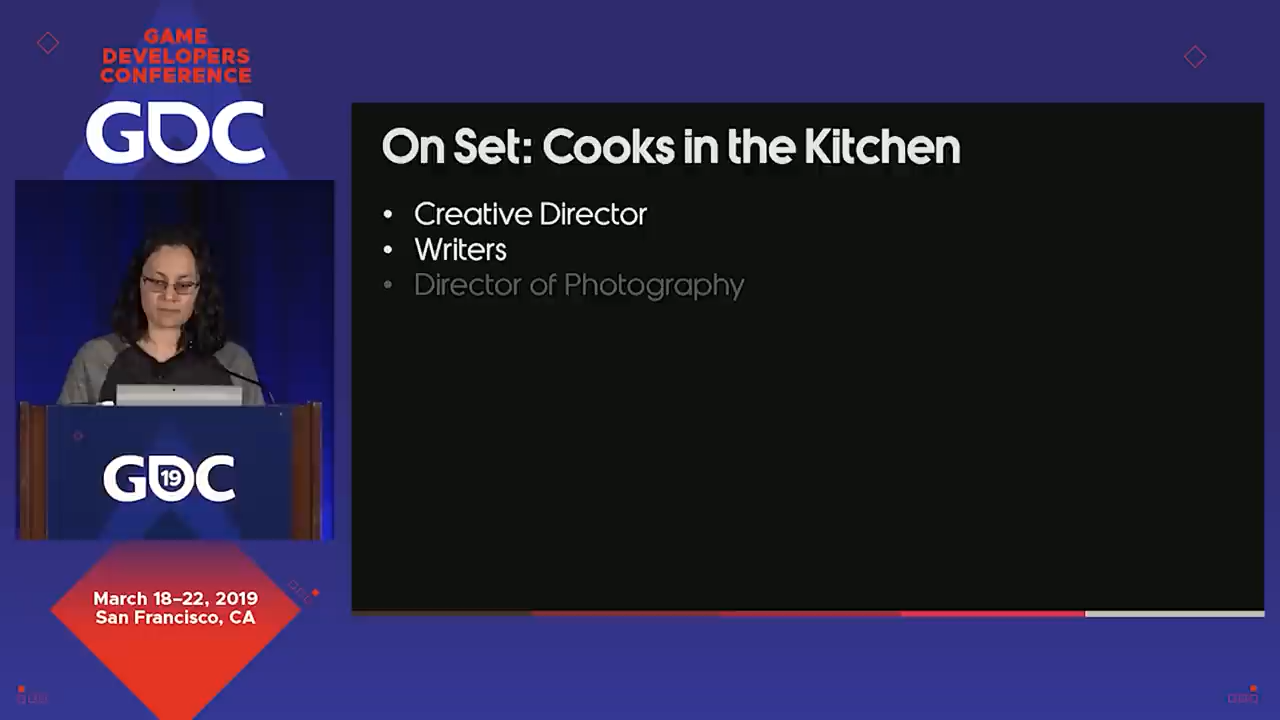 GAME
DEVELOPERS
CONFERENCE
GDC
On Set: Cooks in the Kitchen
• Creative Director
• Writers
• Director of Photography
GDC
19
March 18–22, 2019
San Francisco, CA